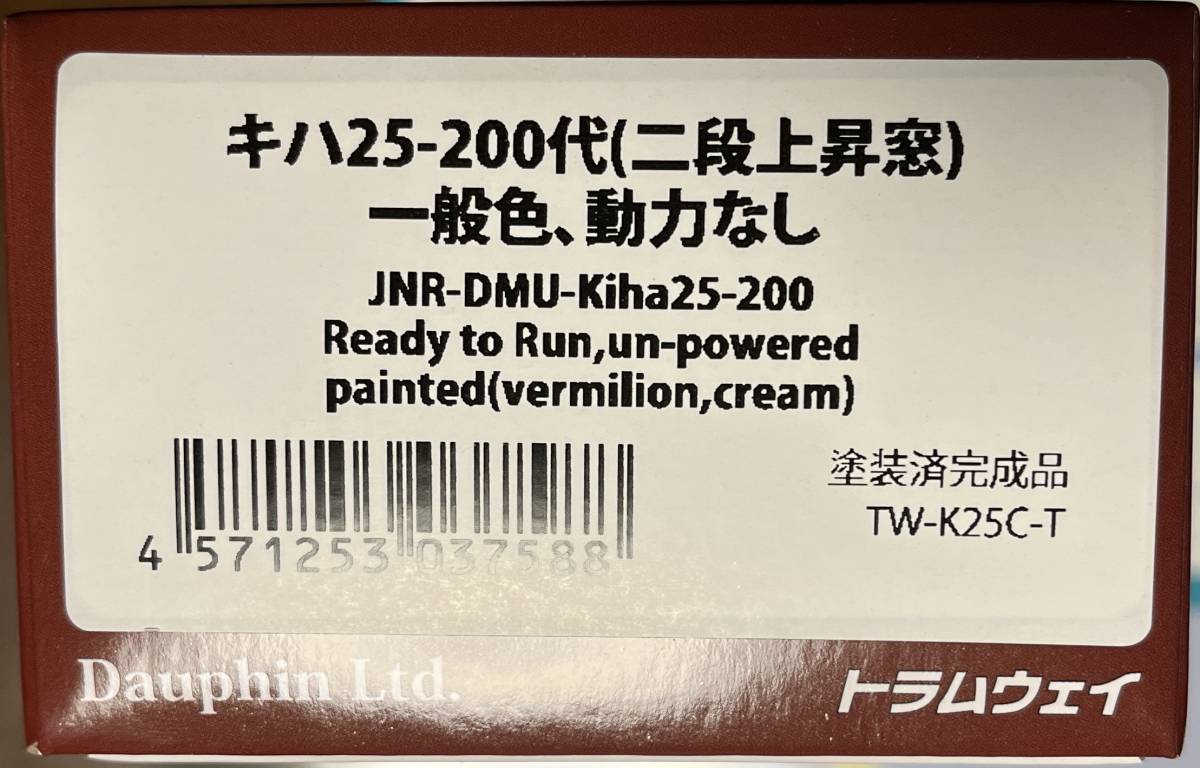 キハ25-200代(二段上昇窓)
一般色、動力なし
JNR-DMU-Kiha25-200
Ready to Run,un-powered
painted(vermilion,cream)
塗装済完成品
TW-K25C-T
4 571253 037588
Dauphin Ltd.
トラムウェイ